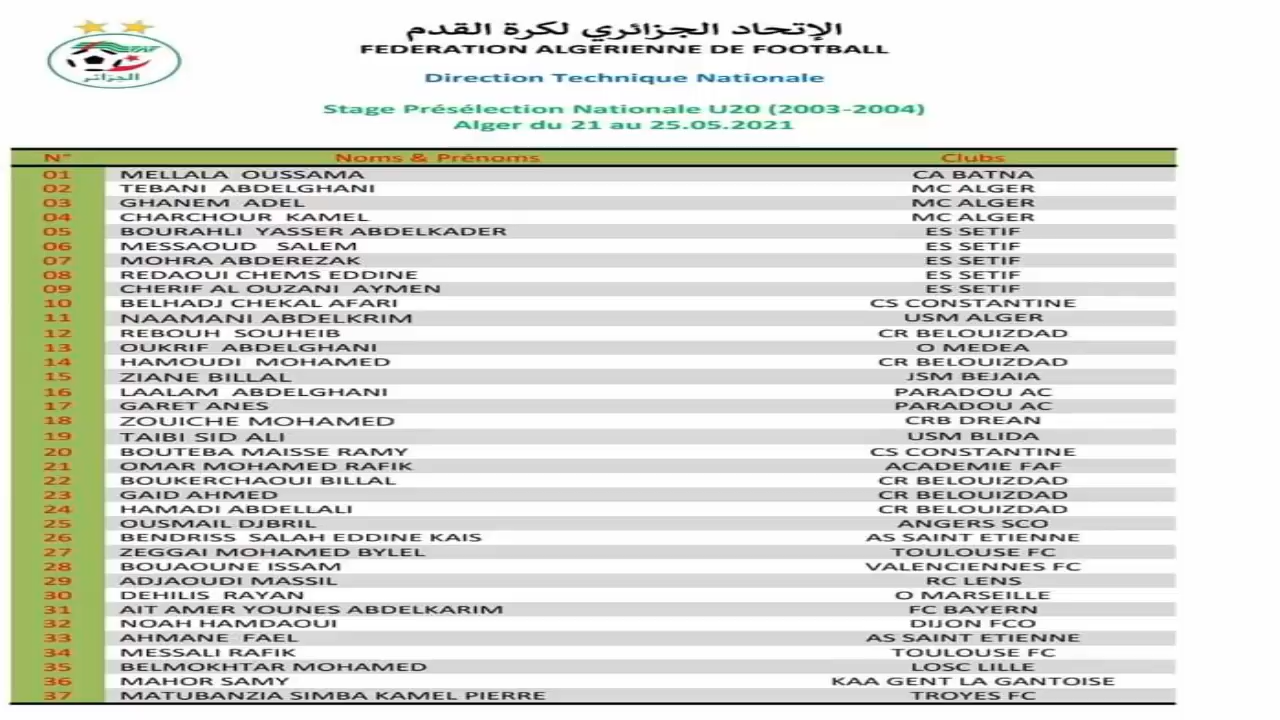 الإتحاد الجزائري لكرة القدم
FEDERATION ALGERIENNE DE FOOTBALL
Direction Technique Nationale
FAF
الجزائر
Stage Présélection Nationale U20 (2003-2004)
Alger du 21 au 25.05.2021
N° Noms & Prénoms Clubs
01 MELLALA OUSSAMA CA BATNA
02 TEBANI ABDELGHANI MC ALGER
03 GHANEM ADEL MC ALGER
04 CHARCHOUR KAMEL MC ALGER
05 BOURAHLI YASSER ABDELKADER ES SETIF
06 MESSAOUD SALEM ES SETIF
07 MOHRA ABDEREZAK ES SETIF
08 REDAOUI CHEMS EDDINE ES SETIF
09 CHERIF AL OUZANI AYMEN ES SETIF
10 BELHADJ CHEKAL AFARI CS CONSTANTINE
11 NAAMANI ABDELKRIM USM ALGER
12 REBOUH SOUHEIB CR BELOUIZDAD
13 OUKRIF ABDELGHANI O MEDEA
14 HAMOUDI MOHAMED CR BELOUIZDAD
15 ZIANE BILLAL JSM BEJAIA
16 LAALAM ABDELGHANI PARADOU AC
17 GARET ANES PARADOU AC
18 ZOUICHE MOHAMED CRB DREAN
19 TAIBI SID ALI USM BLIDA
20 BOUTEBA MAISSE RAMY CS CONSTANTINE
21 OMAR MOHAMED RAFIK ACADEMIE FAF
22 BOUKERCHAOUI BILLAL CR BELOUIZDAD
23 GAID AHMED CR BELOUIZDAD
24 HAMADI ABDELLALI CR BELOUIZDAD
25 OUSMAIL DJBRIL ANGERS SCO
26 BENDRISS SALAH EDDINE KAIS AS SAINT ETIENNE
27 ZEGGAI MOHAMED BYLEL TOULOUSE FC
28 BOUAOUNE ISSAM VALENCIENNES FC
29 ADJAOUDI MASSIL RC LENS
30 DEHILIS RAYAN O MARSEILLE
31 AIT AMER YOUNES ABDELKARIM FC BAYERN
32 NOAH HAMDAOUI DIJON FCO
33 AHMANE FAEL AS SAINT ETIENNE
34 MESSALI RAFIK TOULOUSE FC
35 BELMOKHTAR MOHAMED LOSC LILLE
36 MAHOR SAMY KAA GENT LA GANTOISE
37 MATUBANZIA SIMBA KAMEL PIERRE TROYES FC